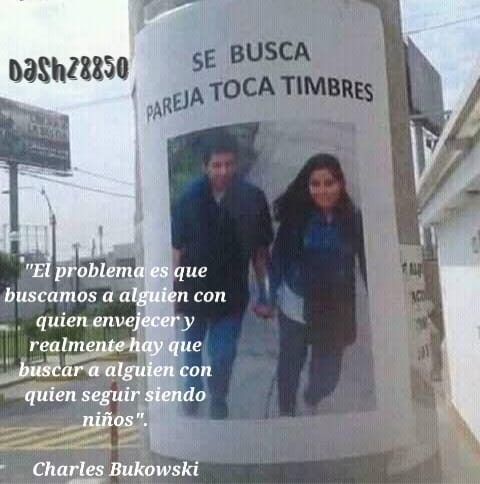 DaShZ8850
SE BUSCA
PAREJA TOCA TIMBRES
"El problema es que
buscamos a alguien con
quien envejecer y
realmente hay que
buscar a alguien con
quien seguir siendo
niños".
Charles Bukowski